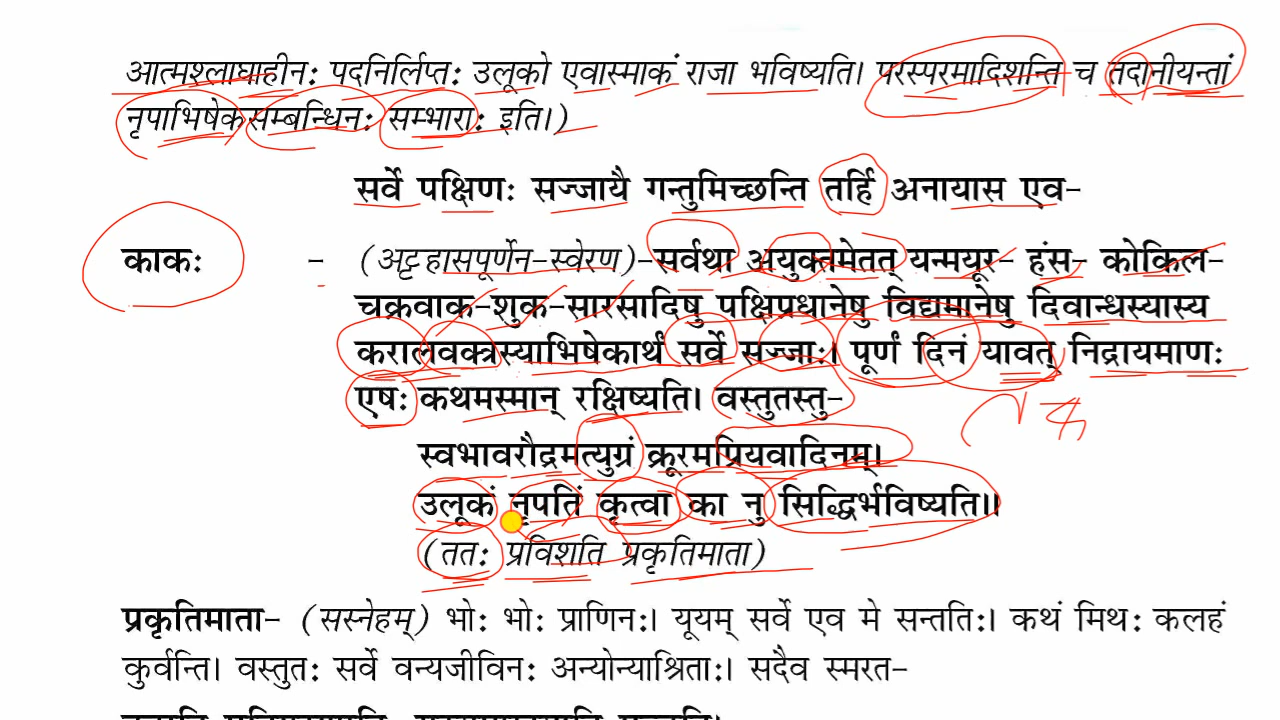 आत्मश्लाघाहीनः पदनिर्लिप्तः उलूको एवास्माकं राजा भविष्यति। परस्परमादिशन्ति च तदानीयन्तां
नृपाभिषेकसम्बन्धिनः सम्भाराः इति।)
सर्वे पक्षिणः सज्जायै गन्तुमिच्छन्ति तर्हि अनायास एव-
काकः - (अट्टहासपूर्णेन-स्वेरण)-सर्वथा अयुक्तमेतत् यन्मयूर- हंस- कोकिल-
चक्रवाक-शुक-सारसादिषु पक्षिप्रधानेषु विद्यमानेषु दिवान्धस्यास्य
करालवक्त्रस्याभिषेकार्थं सर्वे सज्जाः। पूर्णं दिनं यावत् निद्रायमाणः
एषः कथमस्मान् रक्षिष्यति। वस्तुतस्तु-
स्वभावरौद्रमत्युग्रं क्रूरमप्रियवादिनम्।
उलूकं नृपतिं कृत्वा का नु सिद्धिर्भविष्यति॥
(ततः प्रविशति प्रकृतिमाता)
प्रकृतिमाता- (सस्नेहम्) भोः भोः प्राणिनः। यूयम् सर्वे एव मे सन्ततिः। कथं मिथः कलहं
कुर्वन्ति। वस्तुतः सर्वे वन्यजीविनः अन्योन्याश्रिताः। सदैव स्मरत-